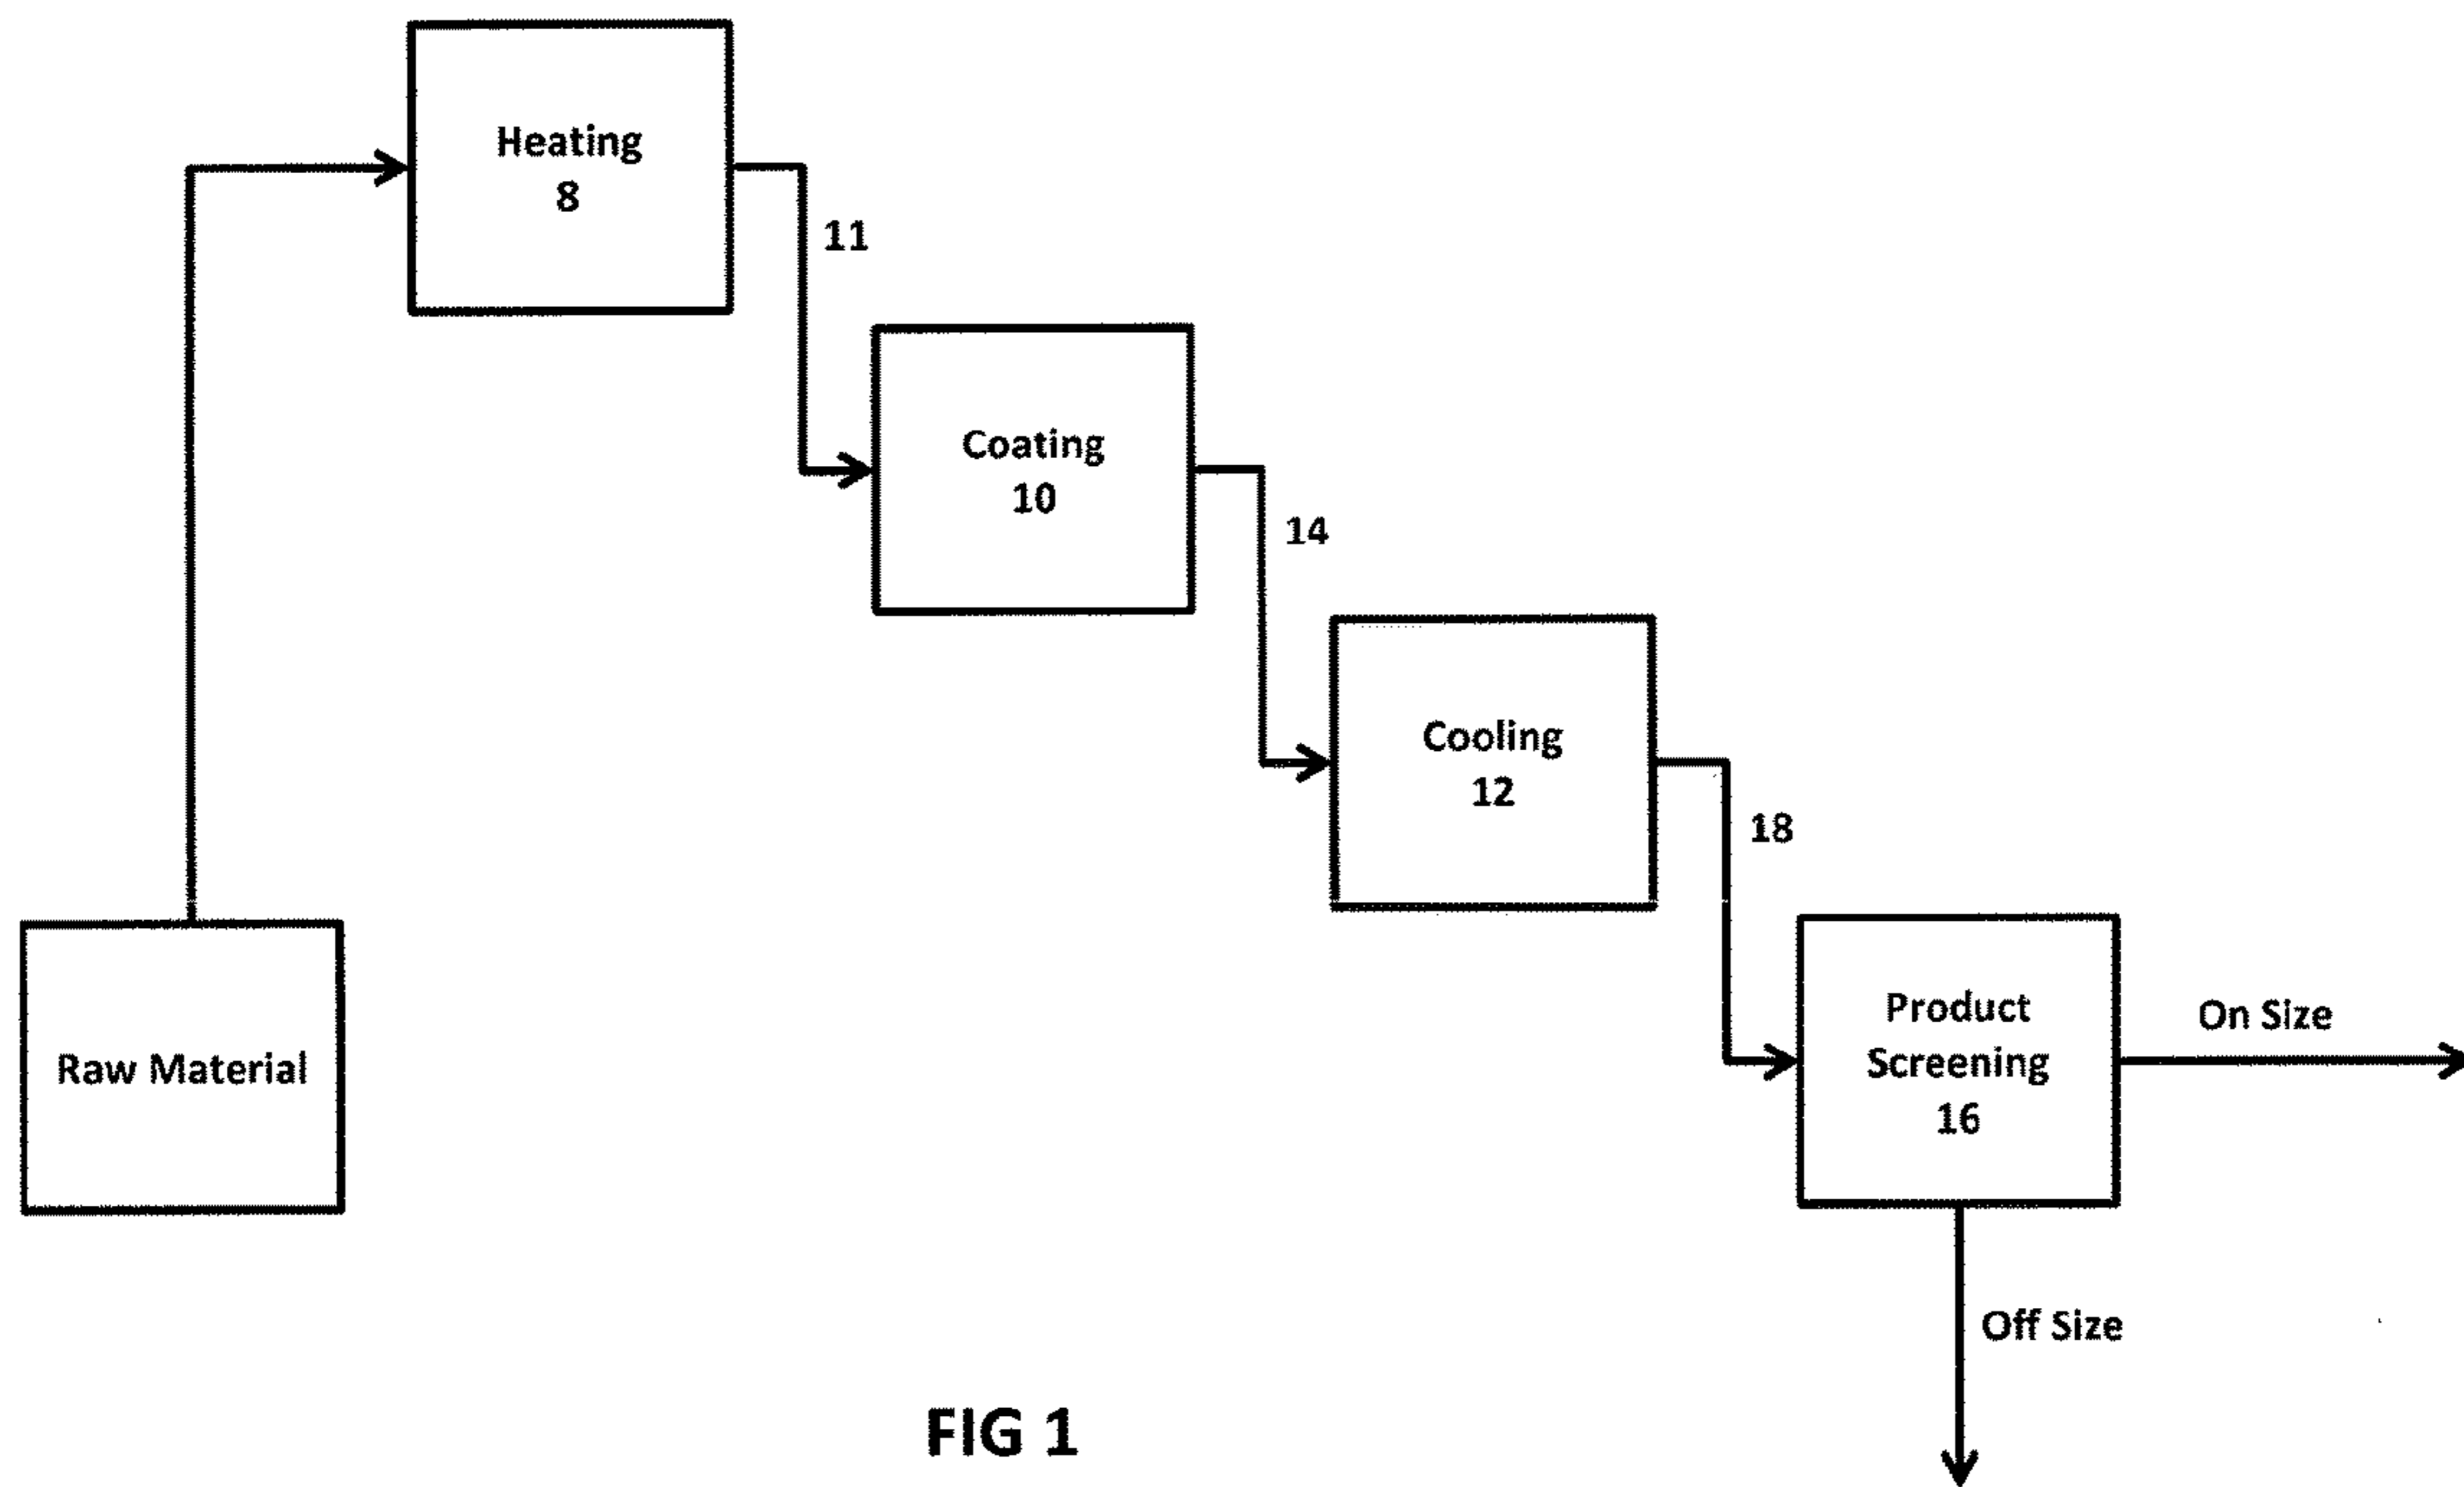 Heating
8
11
Coating
10
14
Cooling
12
18
Raw Material
Product
Screening
16
On Size
Off Size
FIG 1